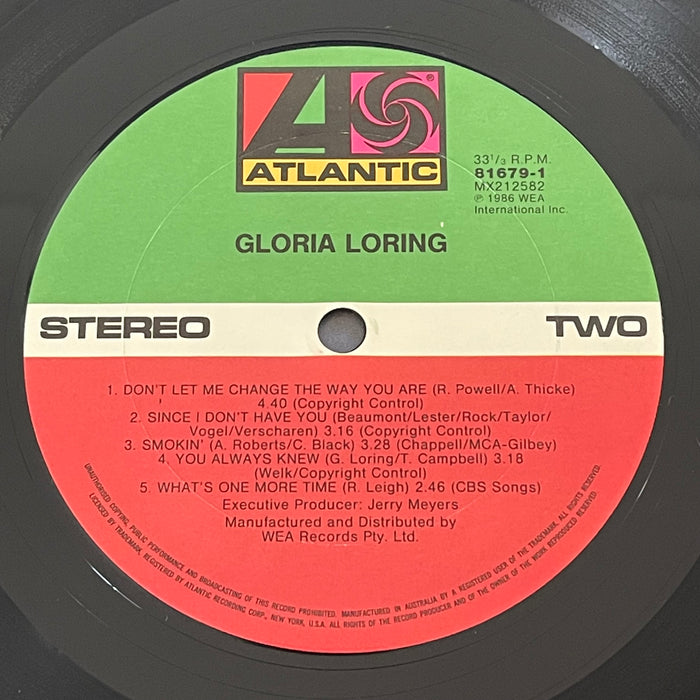 ATLANTIC
®
33 1/3 R.P.M.
81679-1
MX212582
℗ 1986 WEA
International Inc.
GLORIA LORING
STEREO
TWO
1. DON'T LET ME CHANGE THE WAY YOU ARE (R. Powell/A. Thicke)
4.40 (Copyright Control)
2. SINCE I DON'T HAVE YOU (Beaumont/Lester/Rock/Taylor/
Vogel/Verscharen) 3.16 (Copyright Control)
3. SMOKIN' (A. Roberts/C. Black) 3.28 (Chappell/MCA-Gilbey)
4. YOU ALWAYS KNEW (G. Loring/T. Campbell) 3.18
(Welk/Copyright Control)
5. WHAT'S ONE MORE TIME (R. Leigh) 2.46 (CBS Songs)
Executive Producer: Jerry Meyers
Manufactured and Distributed by
WEA Records Pty. Ltd.
UNAUTHORISED COPYING, PUBLIC PERFORMANCE AND BROADCASTING OF THIS RECORD PROHIBITED. MANUFACTURED IN AUSTRALIA BY A REGISTERED USER OF THE TRADEMARK. ALL RIGHTS RESERVED.
LICENSED BY TRADEMARK. REGISTERED BY ATLANTIC RECORDING CORP., NEW YORK, U.S.A. ALL RIGHTS OF THE RECORD PRODUCER AND OF THE OWNER OF THE WORK REPRODUCED RESERVED.